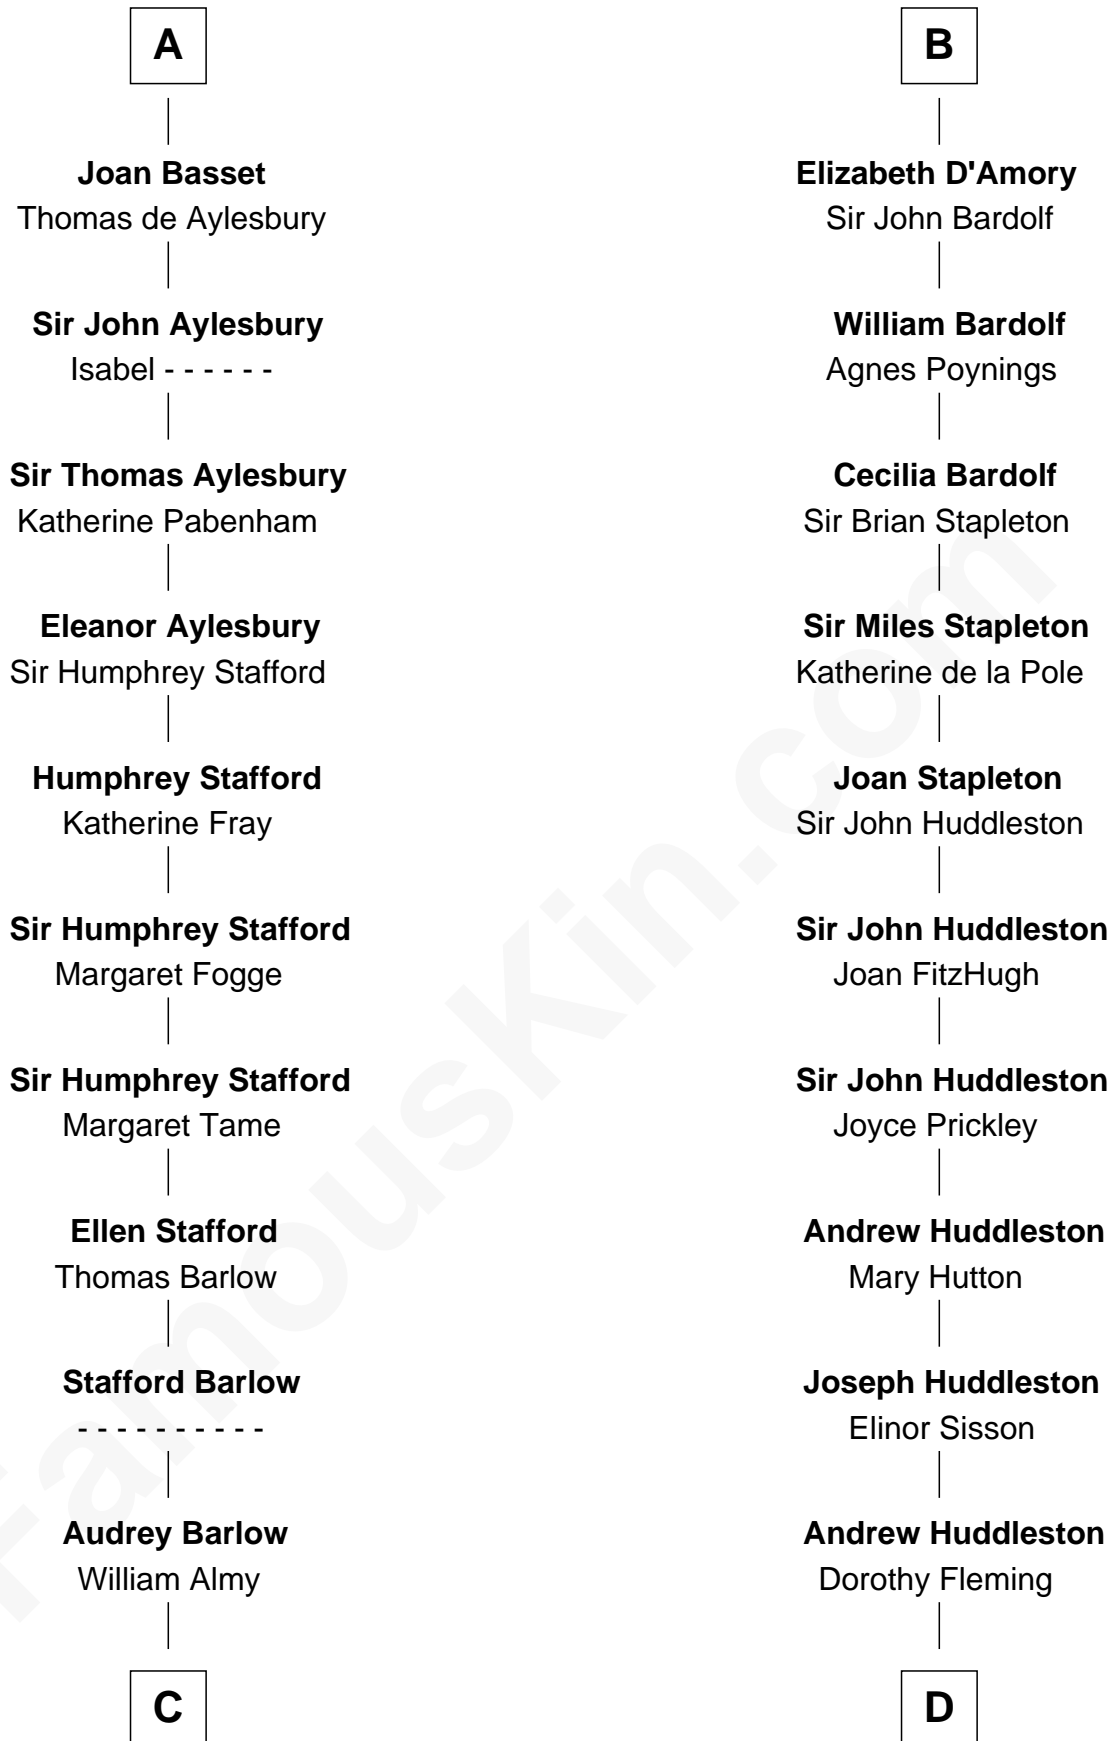 A
Joan Basset
Thomas de Aylesbury
Sir John Aylesbury
Isabel - - - - - -
Sir Thomas Aylesbury
Katherine Pabenham
Eleanor Aylesbury
Sir Humphrey Stafford
Humphrey Stafford
Katherine Fray
Sir Humphrey Stafford
Margaret Fogge
Sir Humphrey Stafford
Margaret Tame
Ellen Stafford
Thomas Barlow
Stafford Barlow
- - - - - - - - - -
Audrey Barlow
William Almy
C
B
Elizabeth D'Amory
Sir John Bardolf
William Bardolf
Agnes Poynings
Cecilia Bardolf
Sir Brian Stapleton
Sir Miles Stapleton
Katherine de la Pole
Joan Stapleton
Sir John Huddleston
Sir John Huddleston
Joan FitzHugh
Sir John Huddleston
Joyce Prickley
Andrew Huddleston
Mary Hutton
Joseph Huddleston
Elinor Sisson
Andrew Huddleston
Dorothy Fleming
D
FamousKin.com